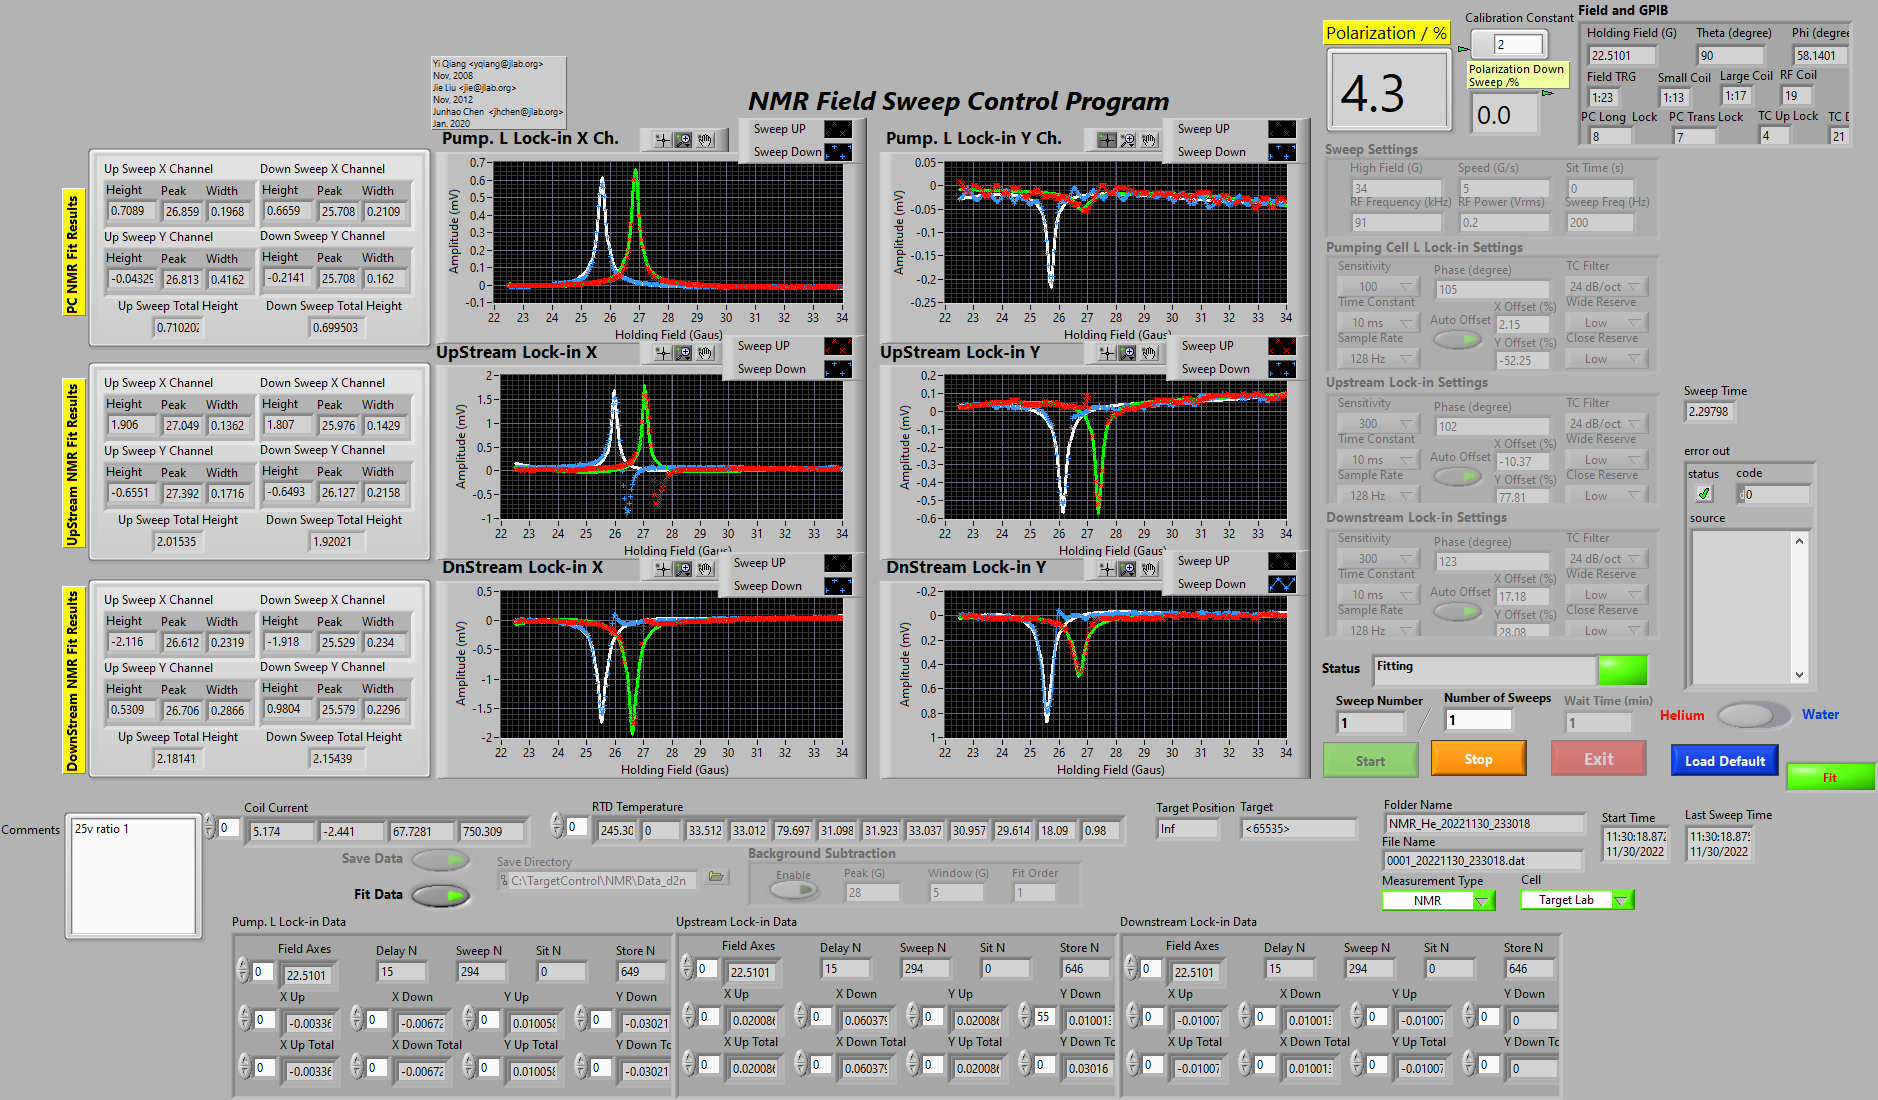 Yi Qiang <yqiang@jlab.org>
Nov, 2008
Jie Liu <jie@jlab.org>
Nov, 2012
Junhao Chen <jhchen@jlab.org>
Jan. 2020
NMR Field Sweep Control Program
Polarization / %
4.3
Calibration Constant
2
Polarization Down
Sweep /%
0.0
Field and GPIB
Holding Field (G) Theta (degree) Phi (degree
22.5101 90 58.1401
Field TRG Small Coil Large Coil RF Coil
1:23 1:13 1:17 19
PC Long Lock PC Trans Lock TC Up Lock TC D
8 7 4 21
PC NMR Fit Results
Up Sweep X Channel Down Sweep X Channel
Height Peak Width Height Peak Width
0.7089 26.859 0.1968 0.6659 25.708 0.2109
Up Sweep Y Channel Down Sweep Y Channel
Height Peak Width Height Peak Width
-0.04329 26.813 0.4162 -0.2141 25.708 0.162
Up Sweep Total Height Down Sweep Total Height
0.710202 0.699503
Pump. L Lock-in X Ch.
Sweep UP
Sweep Down
Amplitude (mV)
0.7
0.6
0.5
0.4
0.3
0.2
0.1
0
-0.1
22 23 24 25 26 27 28 29 30 31 32 33 34
Holding Field (Gaus)
Pump. L Lock-in Y Ch.
Sweep UP
Sweep Down
Amplitude (mV)
0.05
0
-0.05
-0.1
-0.15
-0.2
-0.25
22 23 24 25 26 27 28 29 30 31 32 33 34
Holding Field (Gaus)
UpStream NMR Fit Results
Up Sweep X Channel Down Sweep X Channel
Height Peak Width Height Peak Width
1.906 27.049 0.1362 1.807 25.976 0.1429
Up Sweep Y Channel Down Sweep Y Channel
Height Peak Width Height Peak Width
-0.6551 27.392 0.1716 -0.6493 26.127 0.2158
Up Sweep Total Height Down Sweep Total Height
2.01535 1.92021
UpStream Lock-in X
Sweep UP
Sweep Down
Amplitude (mV)
2
1.5
1
0.5
0
-0.5
-1
22 23 24 25 26 27 28 29 30 31 32 33 34
Holding Field (Gaus)
UpStream Lock-in Y
Sweep UP
Sweep Down
Amplitude (mV)
0.2
0.1
0
-0.1
-0.2
-0.3
-0.4
-0.5
-0.6
22 23 24 25 26 27 28 29 30 31 32 33 34
Holding Field (Gaus)
DownStream NMR Fit Results
Up Sweep X Channel Down Sweep X Channel
Height Peak Width Height Peak Width
-2.116 26.612 0.2319 -1.918 25.529 0.234
Up Sweep Y Channel Down Sweep Y Channel
Height Peak Width Height Peak Width
0.5309 26.706 0.2866 0.9804 25.579 0.2296
Up Sweep Total Height Down Sweep Total Height
2.18141 2.15439
DnStream Lock-in X
Sweep UP
Sweep Down
Amplitude (mV)
0.5
0
-0.5
-1
-1.5
-2
22 23 24 25 26 27 28 29 30 31 32 33 34
Holding Field (Gaus)
DnStream Lock-in Y
Sweep UP
Sweep Down
Amplitude (mV)
-0.2
0
0.2
0.4
0.6
0.8
1
22 23 24 25 26 27 28 29 30 31 32 33 34
Holding Field (Gaus)
Sweep Settings
High Field (G) Speed (G/s) Sit Time (s)
34 5 0
RF Frequency (kHz) RF Power (Vrms) Sweep Freq (Hz)
91 0.2 200
Pumping Cell L Lock-in Settings
Sensitivity Phase (degree) TC Filter
100 105 24 dB/oct
Time Constant X Offset (%) Wide Reserve
10 ms Auto Offset 2.15 Low
Sample Rate Y Offset (%) Close Reserve
128 Hz -52.25 Low
Upstream Lock-in Settings
Sensitivity Phase (degree) TC Filter
300 102 24 dB/oct
Time Constant X Offset (%) Wide Reserve
10 ms Auto Offset -10.37 Low
Sample Rate Y Offset (%) Close Reserve
128 Hz 77.81 Low
Downstream Lock-in Settings
Sensitivity Phase (degree) TC Filter
300 123 24 dB/oct
Time Constant X Offset (%) Wide Reserve
10 ms Auto Offset 17.18 Low
Sample Rate Y Offset (%) Close Reserve
128 Hz 28.08 Low
Sweep Time
2.29798
error out
status code
0
source
Status Fitting
Sweep Number Number of Sweeps Wait Time (min)
1 / 1 1
Helium Water
Start Stop Exit Load Default
Fit
Comments
25v ratio 1
Coil Current
0 5.174 -2.441 67.7281 750.309
RTD Temperature
0 245.30 0 33.512 33.012 79.697 31.098 31.923 33.037 30.957 29.614 18.09 0.98
Target Position Target
Inf <65535>
Folder Name
NMR_He_20221130_233018
File Name
0001_20221130_233018.dat
Measurement Type Cell
NMR Target Lab
Start Time Last Sweep Time
11:30:18.872 11:30:18.875
11/30/2022 11/30/2022
Save Data
Fit Data
Save Directory
C:\TargetControl\NMR\Data_d2n
Background Subtraction
Enable Peak (G) Window (G) Fit Order
28 5 1
Pump. L Lock-in Data
Field Axes Delay N Sweep N Sit N Store N
0 22.5101 15 294 0 649
X Up X Down Y Up Y Down
0 -0.00336 0 -0.00672 0 0.010058 0 -0.03021
X Up Total X Down Total Y Up Total Y Down To
0 -0.00336 0 -0.00672 0 0.010058 0 -0.03021
Upstream Lock-in Data
Field Axes Delay N Sweep N Sit N Store N
0 22.5101 15 294 0 646
X Up X Down Y Up Y Down
0 0.020086 0 0.060379 0 0.020086 55 0.010013
X Up Total X Down Total Y Up Total Y Down To
0 0.020086 0 0.060379 0 0.020086 0 0.03016
Downstream Lock-in Data
Field Axes Delay N Sweep N Sit N Store N
0 22.5101 15 294 0 646
X Up X Down Y Up Y Down
0 -0.01007 0 0.010013 0 -0.01007 0 0
X Up Total X Down Total Y Up Total Y Down To
0 -0.01007 0 0.010013 0 -0.01007 0 0